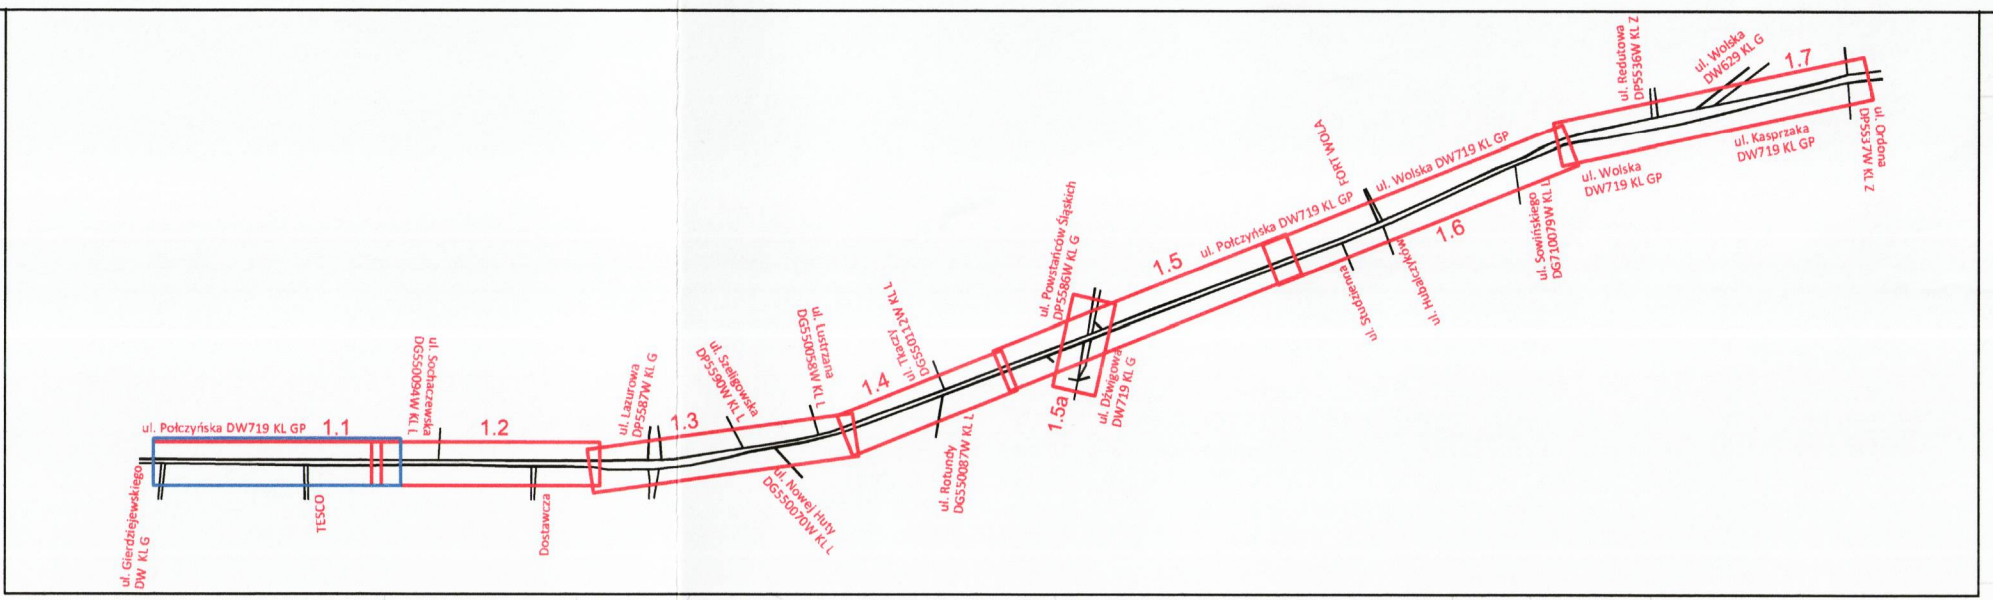 ul. Połczyńska DW719 KL GP
1.1
ul. Gierdziejewskiego
DW KL G
TESCO
ul. Sochaczewska
DG550094W KL L
1.2
Dostawcza
ul. Lazurowa
DP5587W KL G
1.3
ul. Szeligowska
DP5590W KL L
ul. Nowej Huty
DG550070W KL L
ul. Lustrzana
DG550058W KL L
1.4
ul. Tkaczy
DG550112W KL L
ul. Rotundy
DG550087W KL L
ul. Powstańców Śląskich
DP5586W KL G
1.5a
ul. Dźwigowa
DW719 KL G
1.5
ul. Połczyńska DW719 KL GP
FORT WOLA
ul. Wolska DW719 KL GP
ul. Studzienna
ul. Hubalczyków
1.6
ul. Sowińskiego
DG710079W KL L
ul. Wolska
DW719 KL GP
ul. Redutowa
DP5536W KL Z
ul. Wolska
DW629 KL G
1.7
ul. Kasprzaka
DW719 KL GP
ul. Ordona
DP5537W KL Z